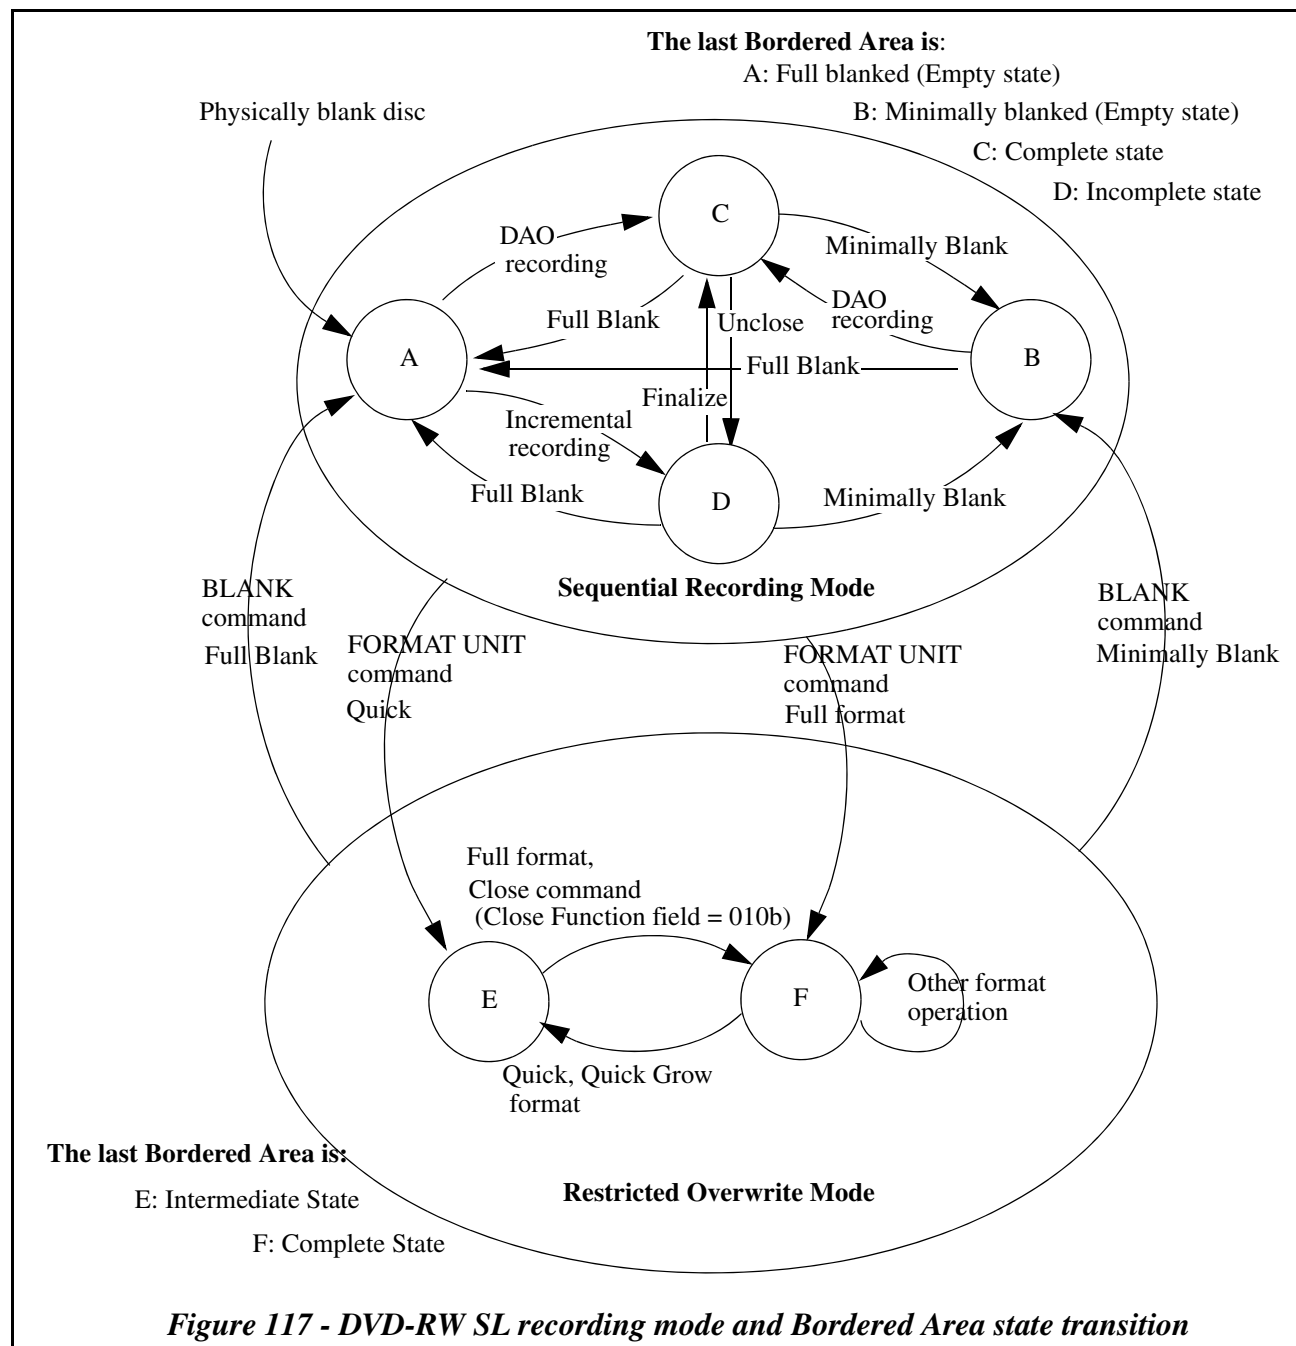 The last Bordered Area is:
A: Full blanked (Empty state)
Physically blank disc
B: Minimally blanked (Empty state)
C: Complete state
D: Incomplete state
C
DAO
recording
Minimally Blank
DAO
recording
Full Blank
Unclose
A
Full Blank
B
Finalize
Incremental
recording
Full Blank
D
Minimally Blank
Sequential Recording Mode
BLANK
command
Full Blank
FORMAT UNIT
command
Quick
FORMAT UNIT
command
Full format
BLANK
command
Minimally Blank
Full format,
Close command
(Close Function field = 010b)
E
F
Other format
operation
Quick, Quick Grow
format
The last Bordered Area is:
E: Intermediate State
F: Complete State
Restricted Overwrite Mode
Figure 117 - DVD-RW SL recording mode and Bordered Area state transition